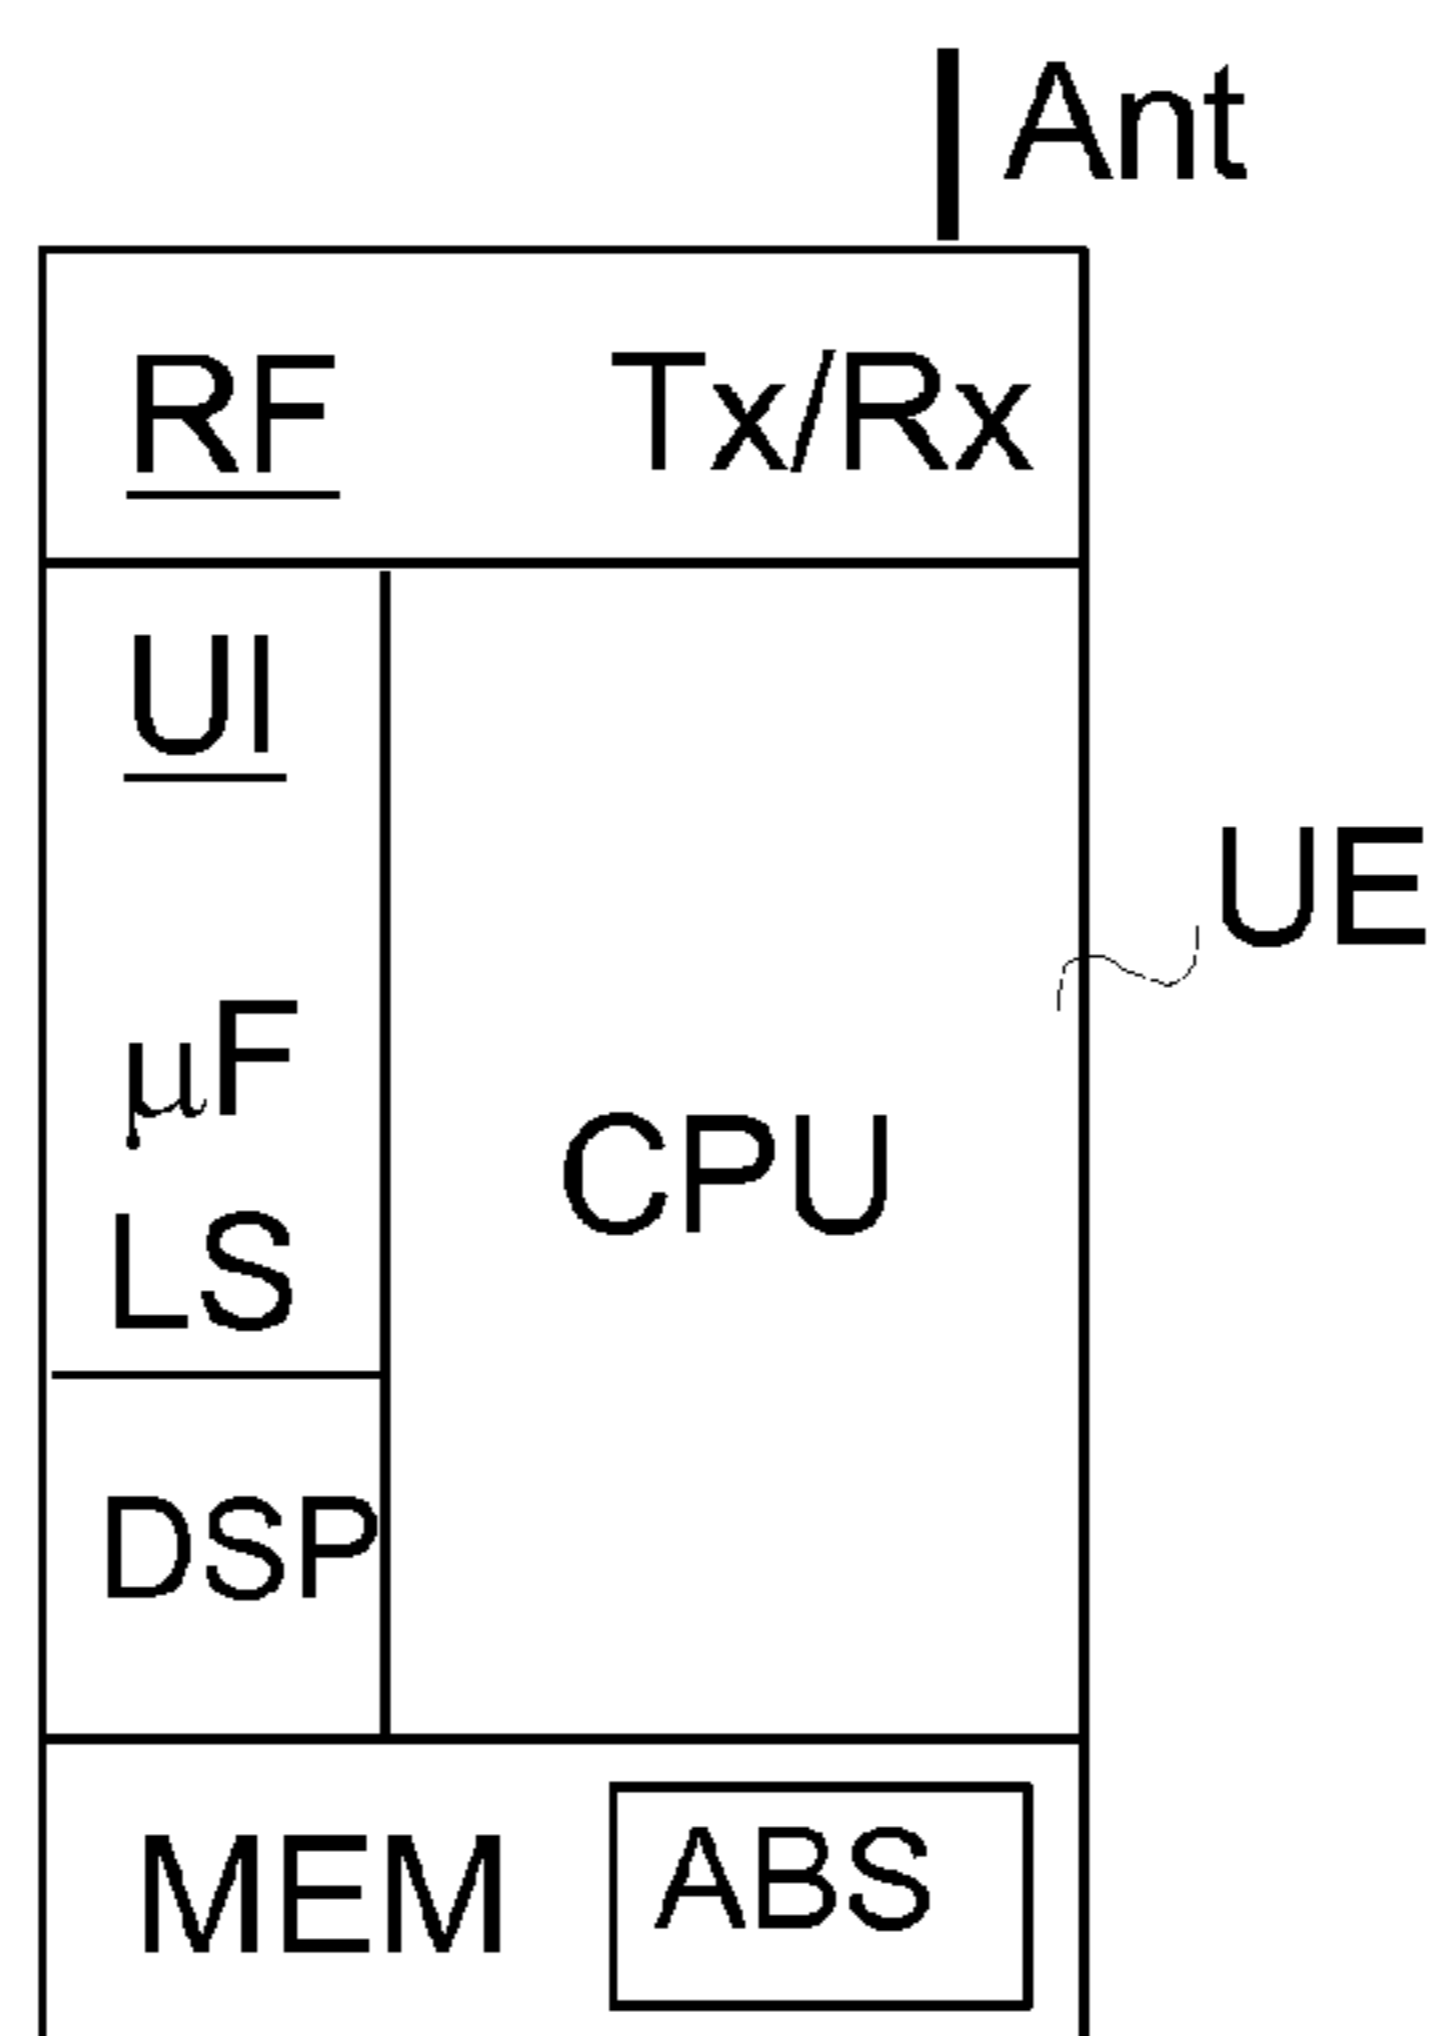 Ant
RF Tx/Rx
UI
UE
μF
CPU
LS
DSP
MEM ABS